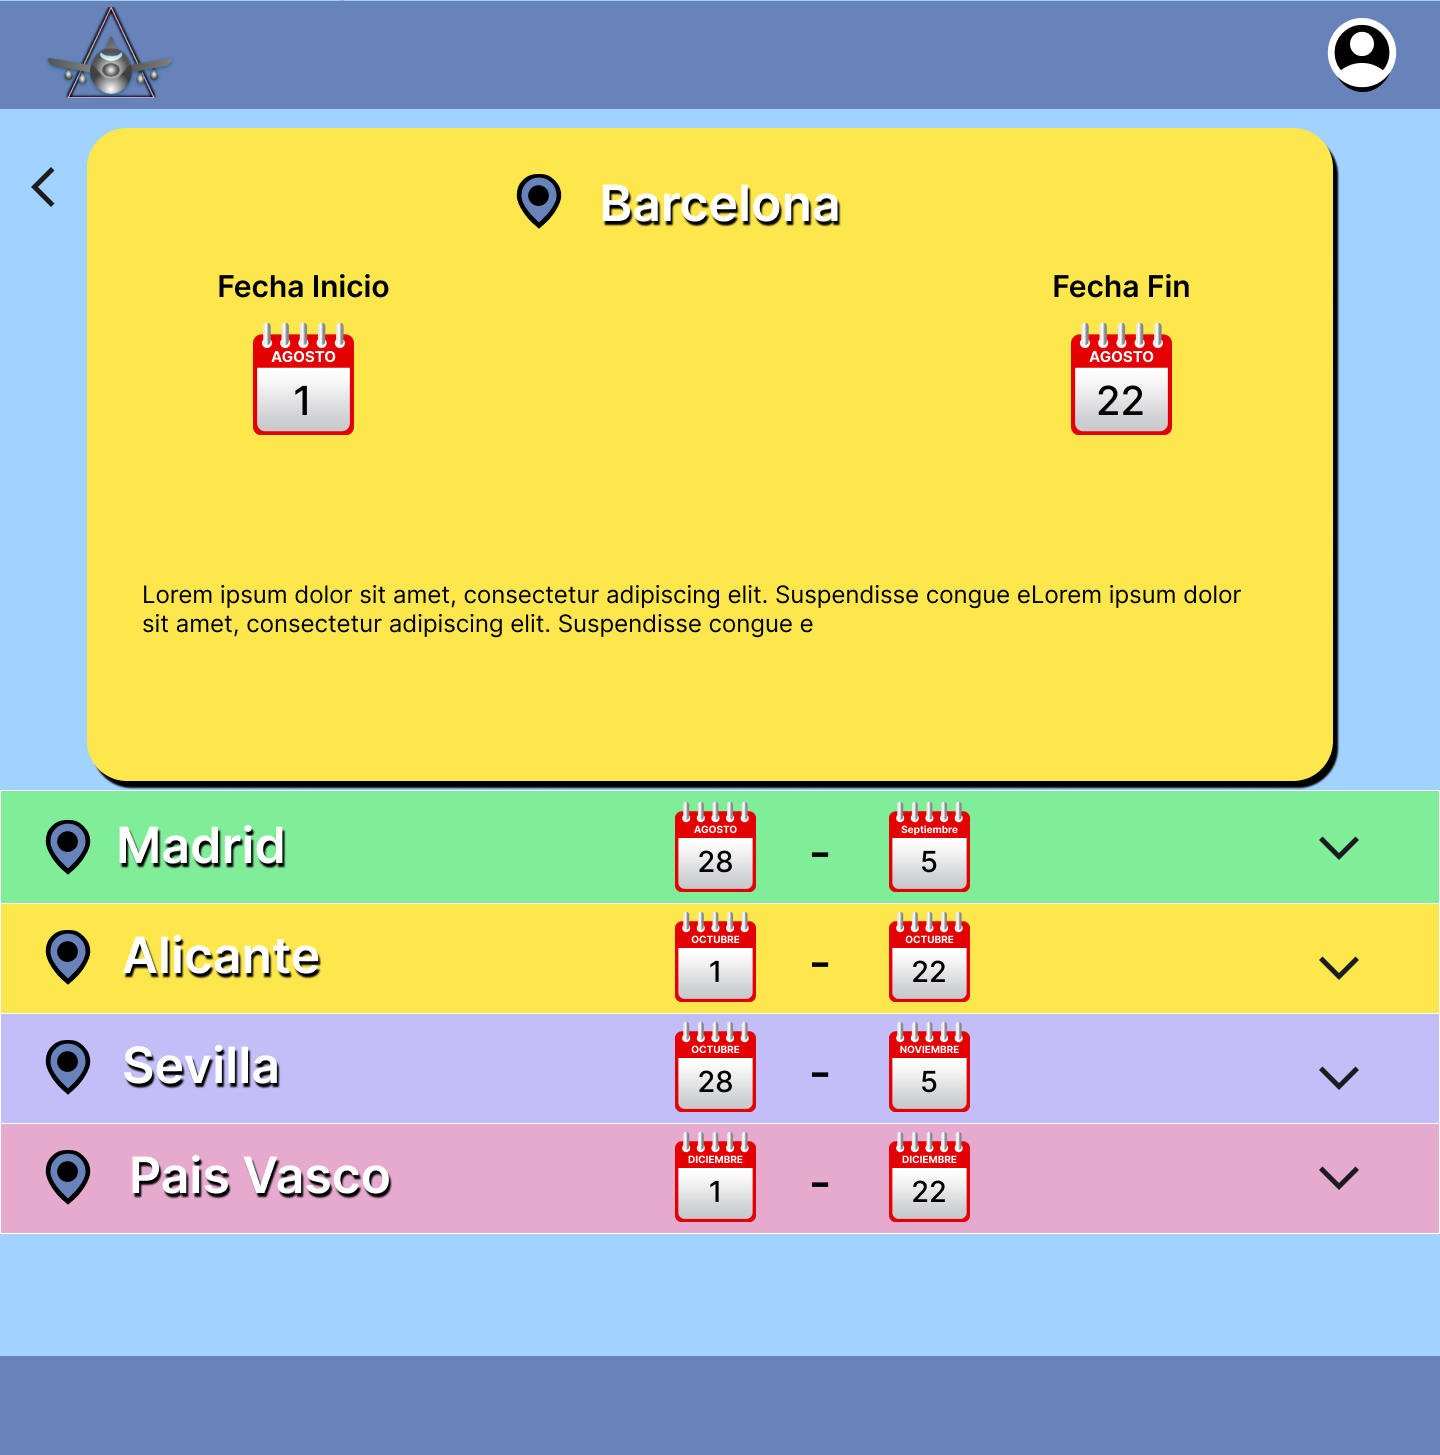 Barcelona
Fecha Inicio
Fecha Fin
AGOSTO
1
AGOSTO
22
Lorem ipsum dolor sit amet, consectetur adipiscing elit. Suspendisse congue eLorem ipsum dolor
sit amet, consectetur adipiscing elit. Suspendisse congue e
Madrid
AGOSTO
28
-
Septiembre
5
Alicante
OCTUBRE
1
-
OCTUBRE
22
Sevilla
OCTUBRE
28
-
NOVIEMBRE
5
Pais Vasco
DICIEMBRE
1
-
DICIEMBRE
22